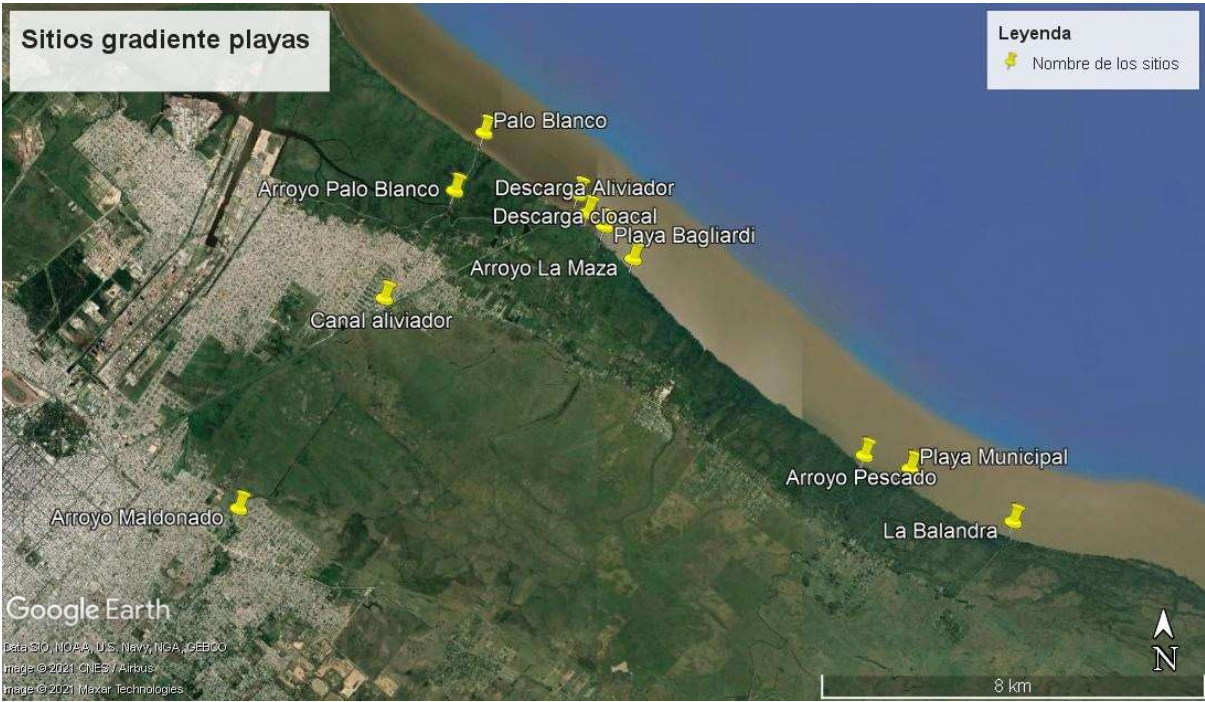 Sitios gradiente playas
Leyenda
Nombre de los sitios
Palo Blanco
Arroyo Palo Blanco
Descarga Aliviador
Descarga cloacal
Playa Bagliardi
Arroyo La Maza
Canal aliviador
Playa Municipal
Arroyo Pescado
Arroyo Maldonado
La Balandra
Google Earth
Data SIO, NOAA, U.S. Navy, NGA, GEBCO
Image © 2021 CNES / Airbus
Image © 2021 Maxar Technologies
N
8 km